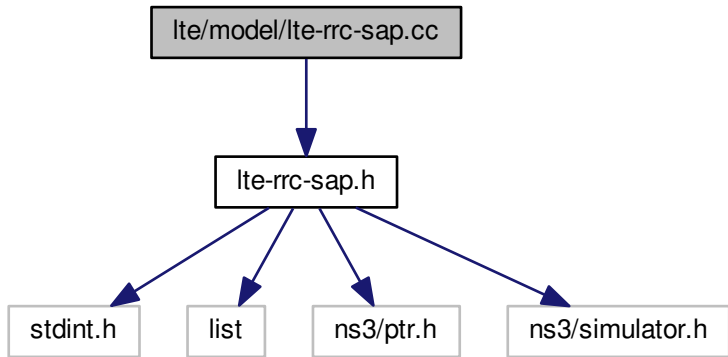 lte/model/lte-rrc-sap.cc
lte-rrc-sap.h
stdint.h
list
ns3/ptr.h
ns3/simulator.h